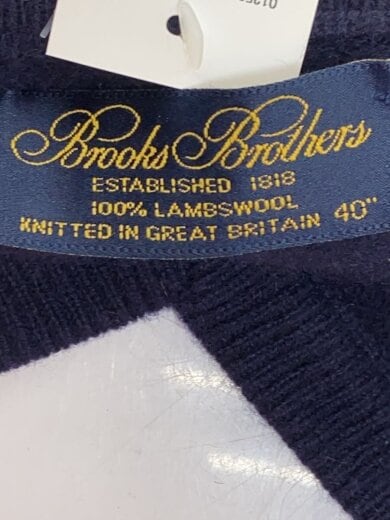 Brooks Brothers
ESTABLISHED 1818
100% LAMBSWOOL
KNITTED IN GREAT BRITAIN 40"